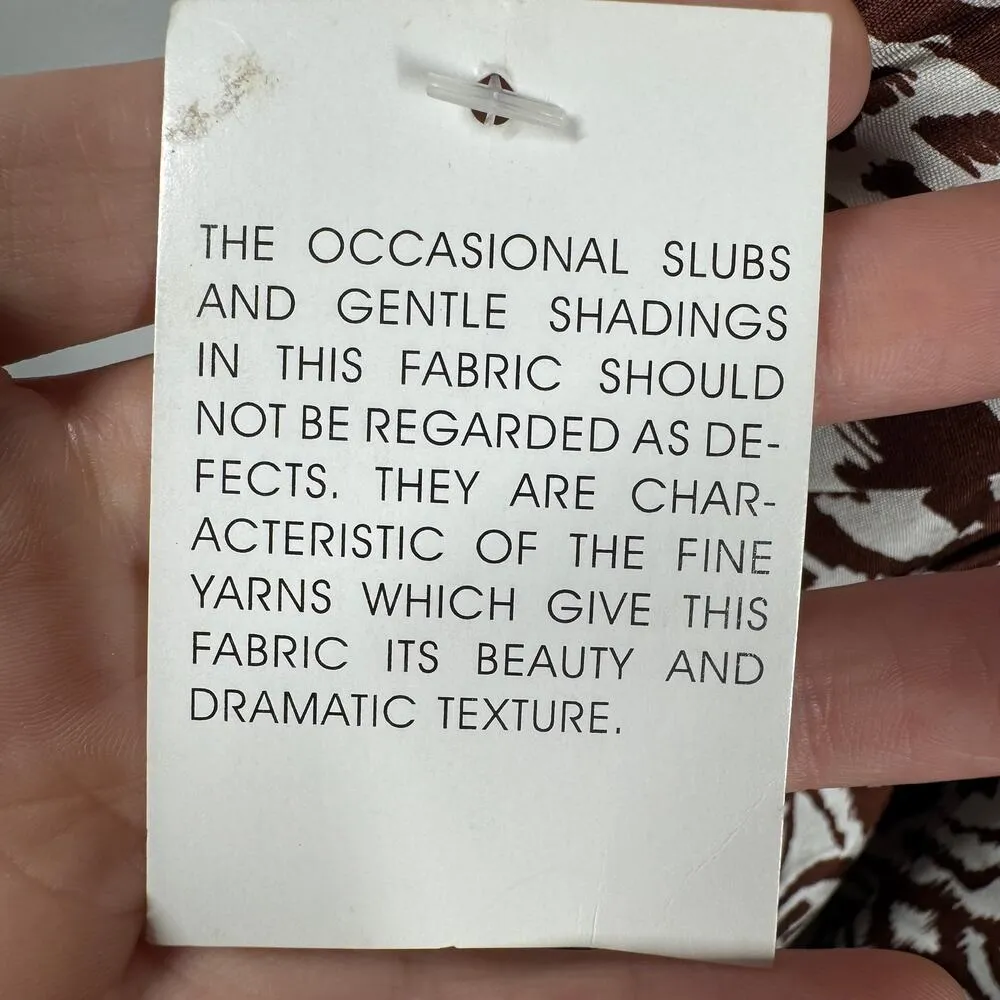 THE OCCASIONAL SLUBS
AND GENTLE SHADINGS
IN THIS FABRIC SHOULD
NOT BE REGARDED AS DE-
FECTS. THEY ARE CHAR-
ACTERISTIC OF THE FINE
YARNS WHICH GIVE THIS
FABRIC ITS BEAUTY AND
DRAMATIC TEXTURE.